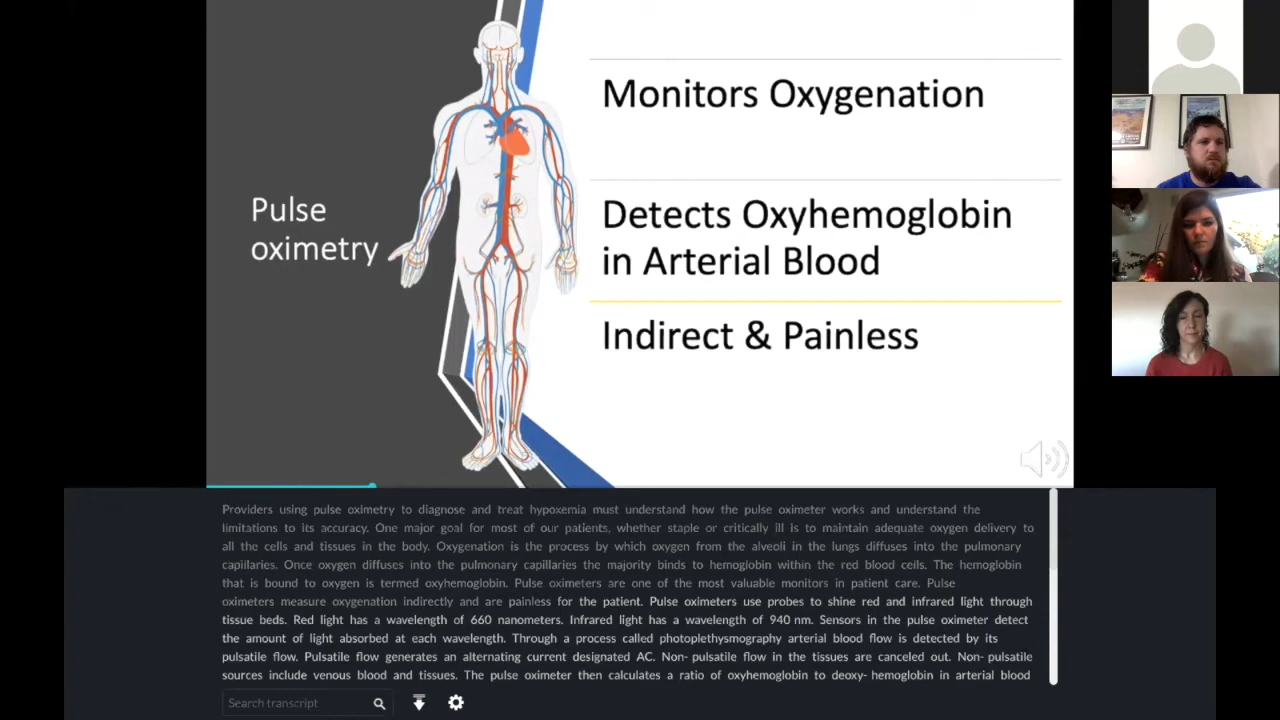 Pulse
oximetry
Monitors Oxygenation
Detects Oxyhemoglobin
in Arterial Blood
Indirect & Painless
Providers using pulse oximetry to diagnose and treat hypoxemia must understand how the pulse oximeter works and understand the
limitations to its accuracy. One major goal for most of our patients, whether staple or critically ill is to maintain adequate oxygen delivery to
all the cells and tissues in the body. Oxygenation is the process by which oxygen from the alveoli in the lungs diffuses into the pulmonary
capillaries. Once oxygen diffuses into the pulmonary capillaries the majority binds to hemoglobin within the red blood cells. The hemoglobin
that is bound to oxygen is termed oxyhemoglobin. Pulse oximeters are one of the most valuable monitors in patient care. Pulse
oximeters measure oxygenation indirectly and are painless for the patient. Pulse oximeters use probes to shine red and infrared light through
tissue beds. Red light has a wavelength of 660 nanometers. Infrared light has a wavelength of 940 nm. Sensors in the pulse oximeter detect
the amount of light absorbed at each wavelength. Through a process called photoplethysmography arterial blood flow is detected by its
pulsatile flow. Pulsatile flow generates an alternating current designated AC. Non- pulsatile flow in the tissues are canceled out. Non- pulsatile
sources include venous blood and tissues. The pulse oximeter then calculates a ratio of oxyhemoglobin to deoxy- hemoglobin in arterial blood
Search transcript